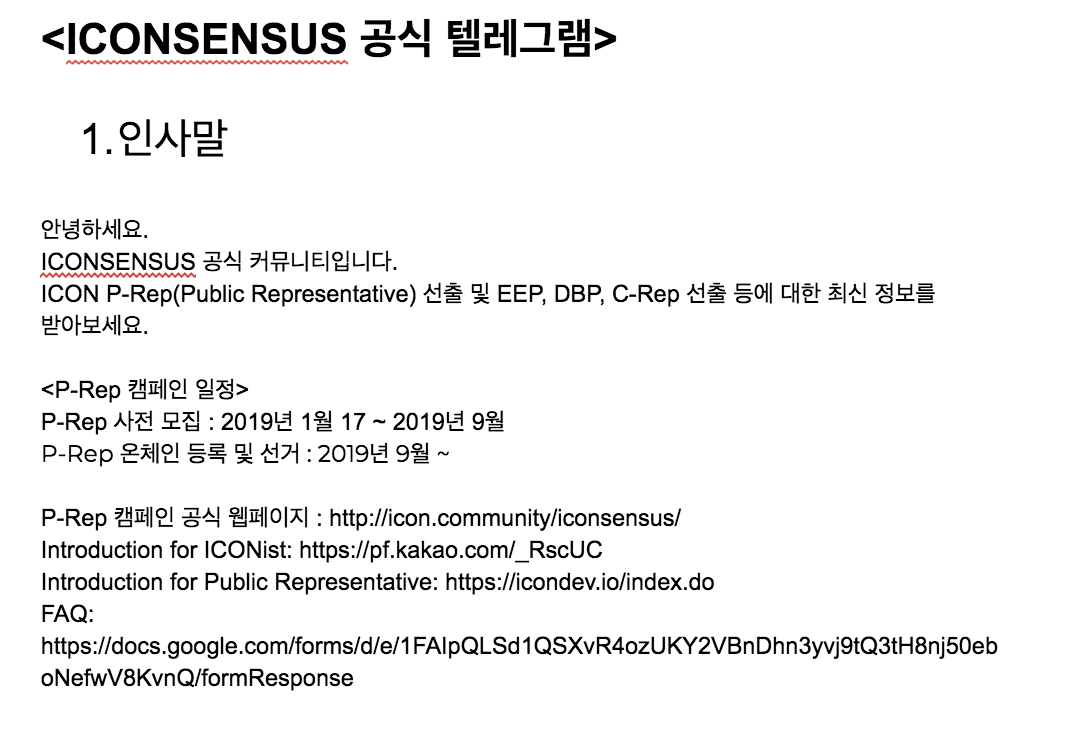 <ICONSENSUS 공식 텔레그램>
1.인사말
안녕하세요.
ICONSENSUS 공식 커뮤니티입니다.
ICON P-Rep(Public Representative) 선출 및 EEP, DBP, C-Rep 선출 등에 대한 최신 정보를
받아보세요.
<P-Rep 캠페인 일정>
P-Rep 사전 모집 : 2019년 1월 17 ~ 2019년 9월
P-Rep 온체인 등록 및 선거 : 2019년 9월 ~
P-Rep 캠페인 공식 웹페이지 : http://icon.community/iconsensus/
Introduction for ICONist: https://pf.kakao.com/_RscUC
Introduction for Public Representative: https://icondev.io/index.do
FAQ:
https://docs.google.com/forms/d/e/1FAIpQLSd1QSXvR4ozUKY2VBnDhn3yvj9tQ3tH8nj50eb
oNefwV8KvnQ/formResponse